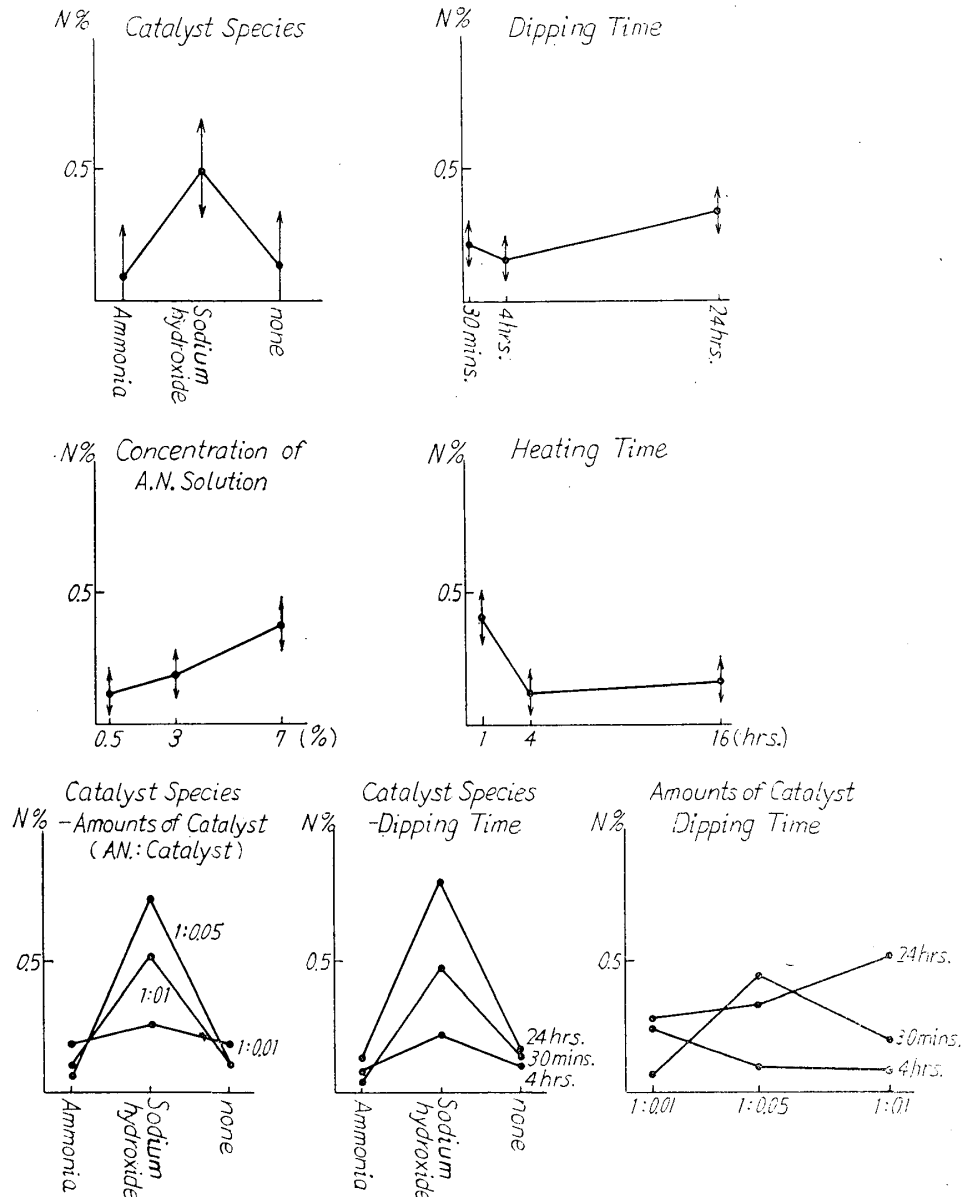 N%
Catalyst Species
0.5
Ammonia
Sodium
hydroxide
none
Dipping Time
0.5
30 mins.
4hrs.
24hrs.
N%
Concentration of
A.N. Solution
0.5
0.5
3
7
(%)
N%
Heating Time
0.5
1
4
16(hrs.)
Catalyst Species
-Amounts of Catalyst
(AN.: Catalyst)
N%
0.5
1:0.05
1:01
1:0.01
Ammonia
Sodium
hydroxide
none
Catalyst Species
-Dipping Time
N%
0.5
24hrs.
30mins.
4hrs.
Ammonia
Sodium
hydroxide
none
Amounts of Catalyst
Dipping Time
N%
0.5
24hrs.
30mins.
4hrs.
1:0.01
1:0.05
1:0.1